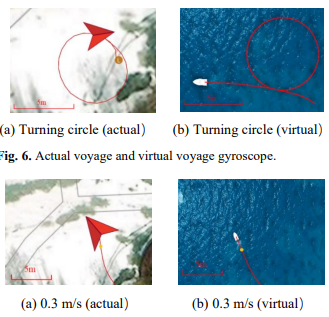 5m
(a) Turning circle (actual) (b) Turning circle (virtual)
Fig. 6. Actual voyage and virtual voyage gyroscope.
5m
(a) 0.3 m/s (actual) (b) 0.3 m/s (virtual)